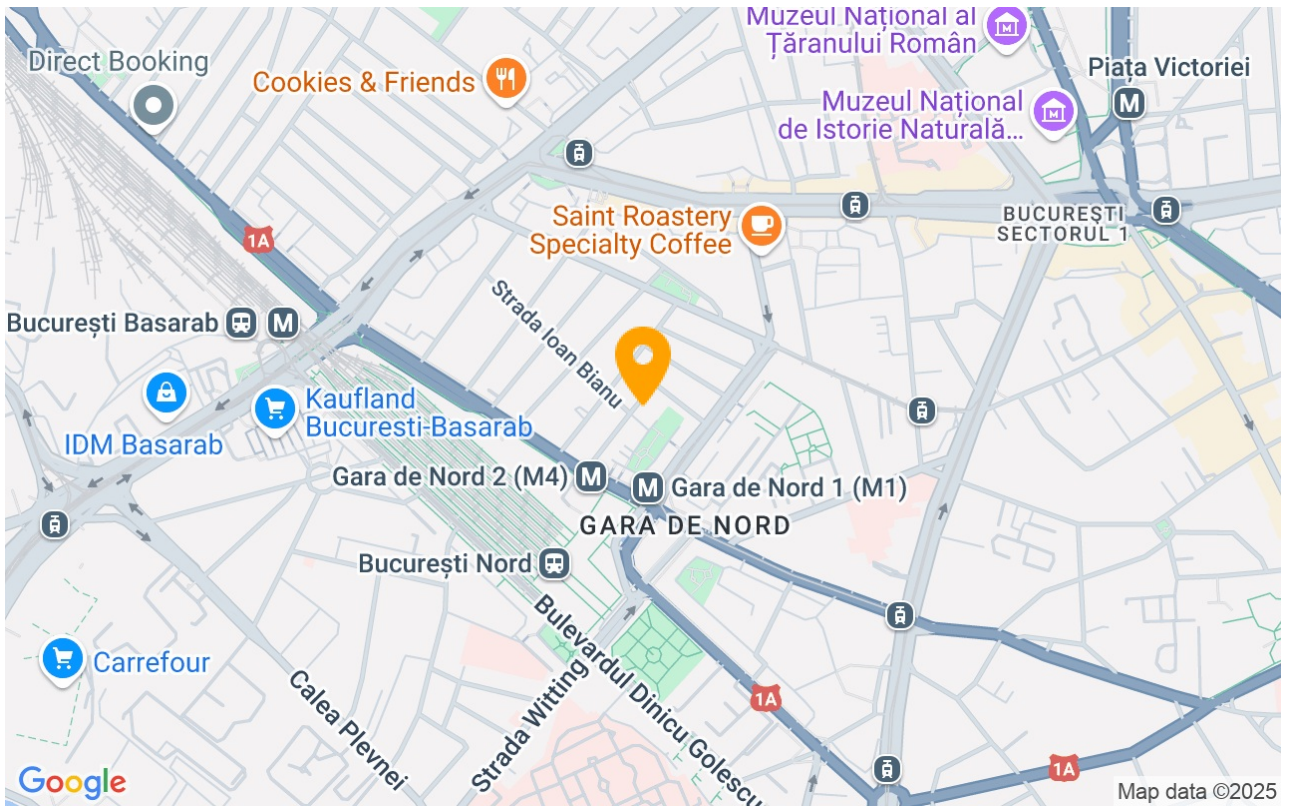 Muzeul Național al
Țăranului Român
Direct Booking
Piața Victoriei
Cookies & Friends
Muzeul Național
de Istorie Naturală...
BUCUREȘTI
SECTORUL 1
Saint Roastery
Specialty Coffee
1A
Strada Ioan Bianu
București Basarab
Kaufland
Bucuresti-Basarab
IDM Basarab
Gara de Nord 2 (M4)
Gara de Nord 1 (M1)
GARA DE NORD
București Nord
Bulevardul Dinicu Golescu
Carrefour
Calea Plevnei
Strada Witting
1A
1A
Google
Map data ©2025